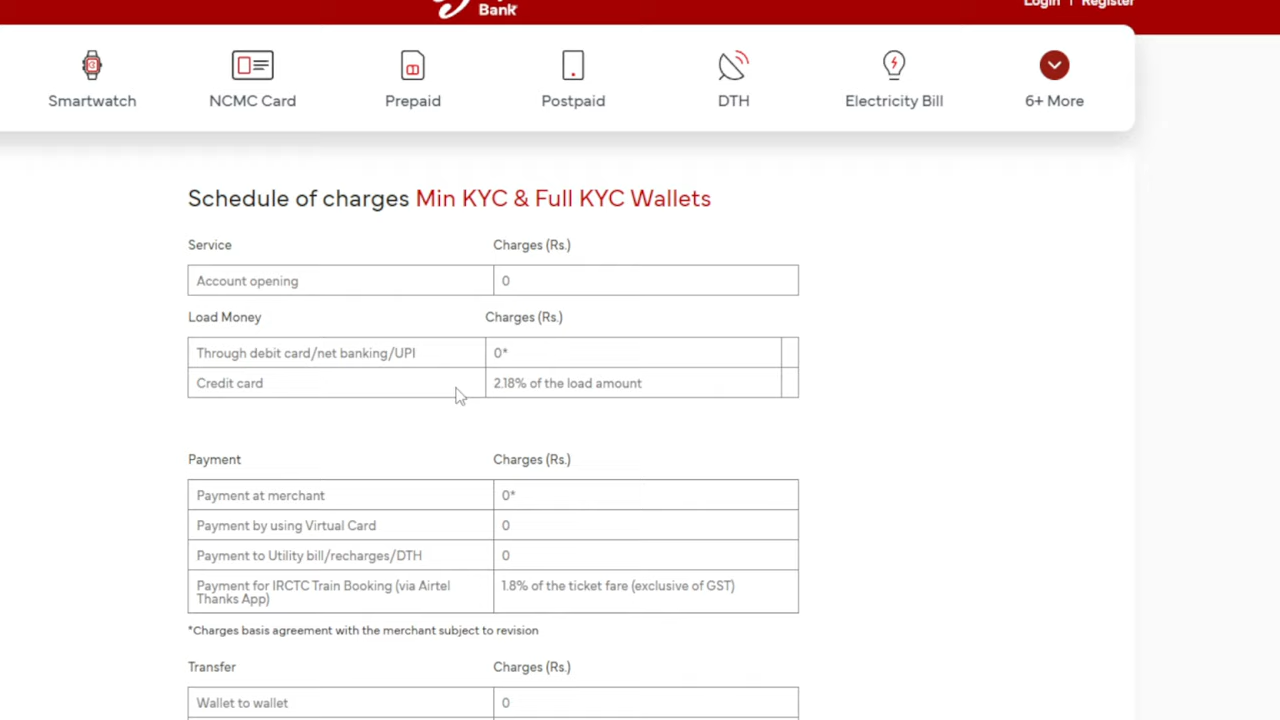 Bank
Login | Register
Smartwatch
NCMC Card
Prepaid
Postpaid
DTH
Electricity Bill
6+ More
Schedule of charges Min KYC & Full KYC Wallets
Service Charges (Rs.)
Account opening 0
Load Money Charges (Rs.)
Through debit card/net banking/UPI 0*
Credit card 2.18% of the load amount
Payment Charges (Rs.)
Payment at merchant 0*
Payment by using Virtual Card 0
Payment to Utility bill/recharges/DTH 0
Payment for IRCTC Train Booking (via Airtel 1.8% of the ticket fare (exclusive of GST)
Thanks App)
*Charges basis agreement with the merchant subject to revision
Transfer Charges (Rs.)
Wallet to wallet 0